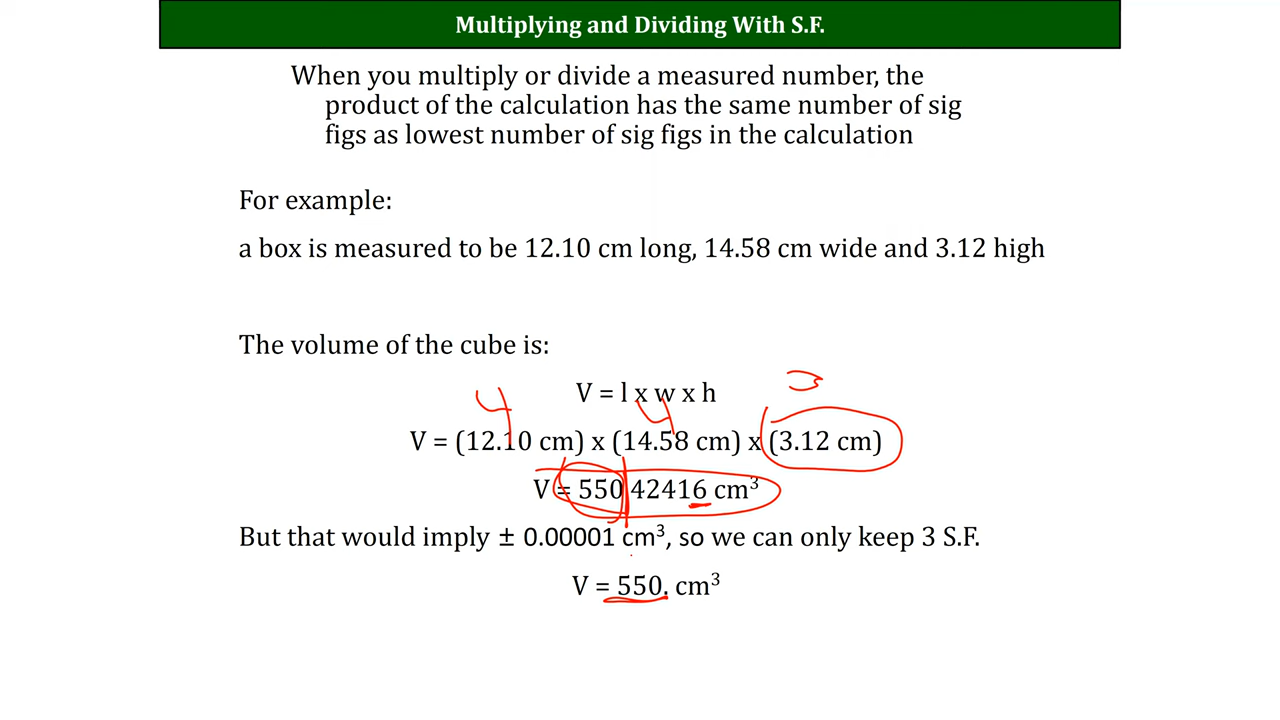 Multiplying and Dividing With S.F.
When you multiply or divide a measured number, the
product of the calculation has the same number of sig
figs as lowest number of sig figs in the calculation
For example:
a box is measured to be 12.10 cm long, 14.58 cm wide and 3.12 high
The volume of the cube is:
3
V = l x w x h
4 4
V = (12.10 cm) x (14.58 cm) x (3.12 cm)
V = 550 42416 cm³
But that would imply ± 0.00001 cm³, so we can only keep 3 S.F.
V = 550. cm³